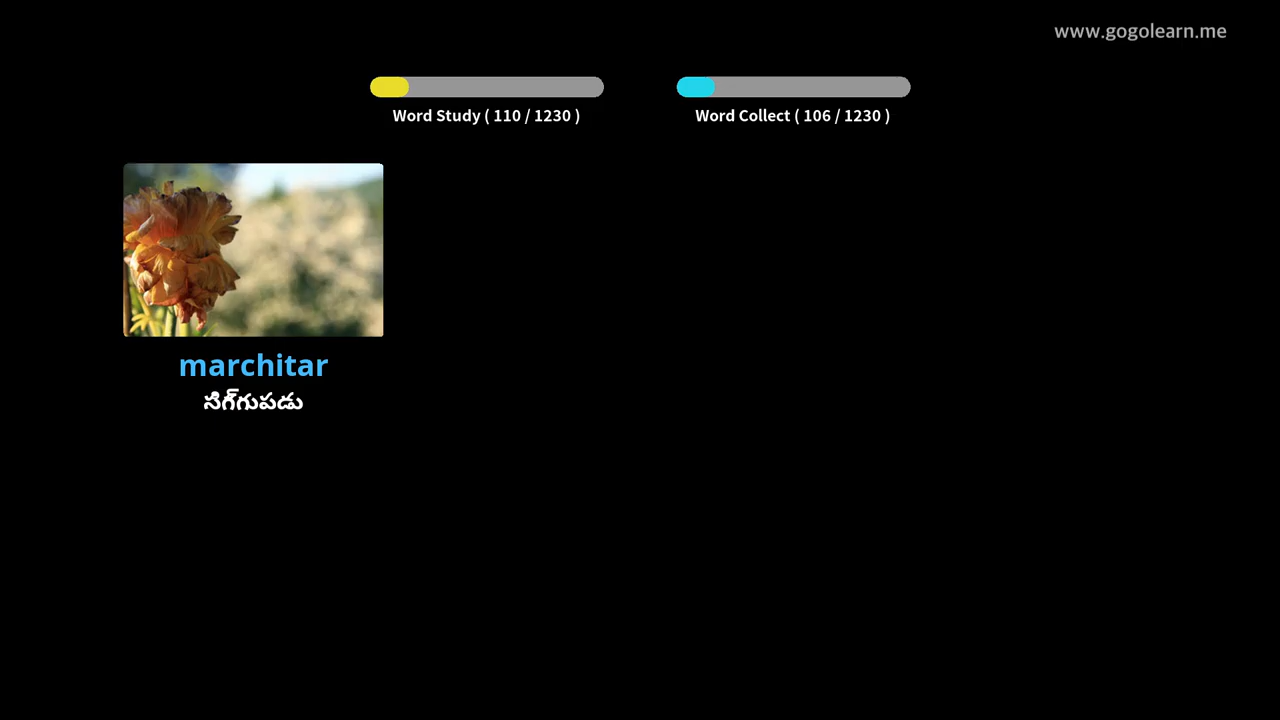 www.gogolearn.me
Word Study ( 110 / 1230 )
Word Collect ( 106 / 1230 )
marchitar
సిగ్‌గుపడు